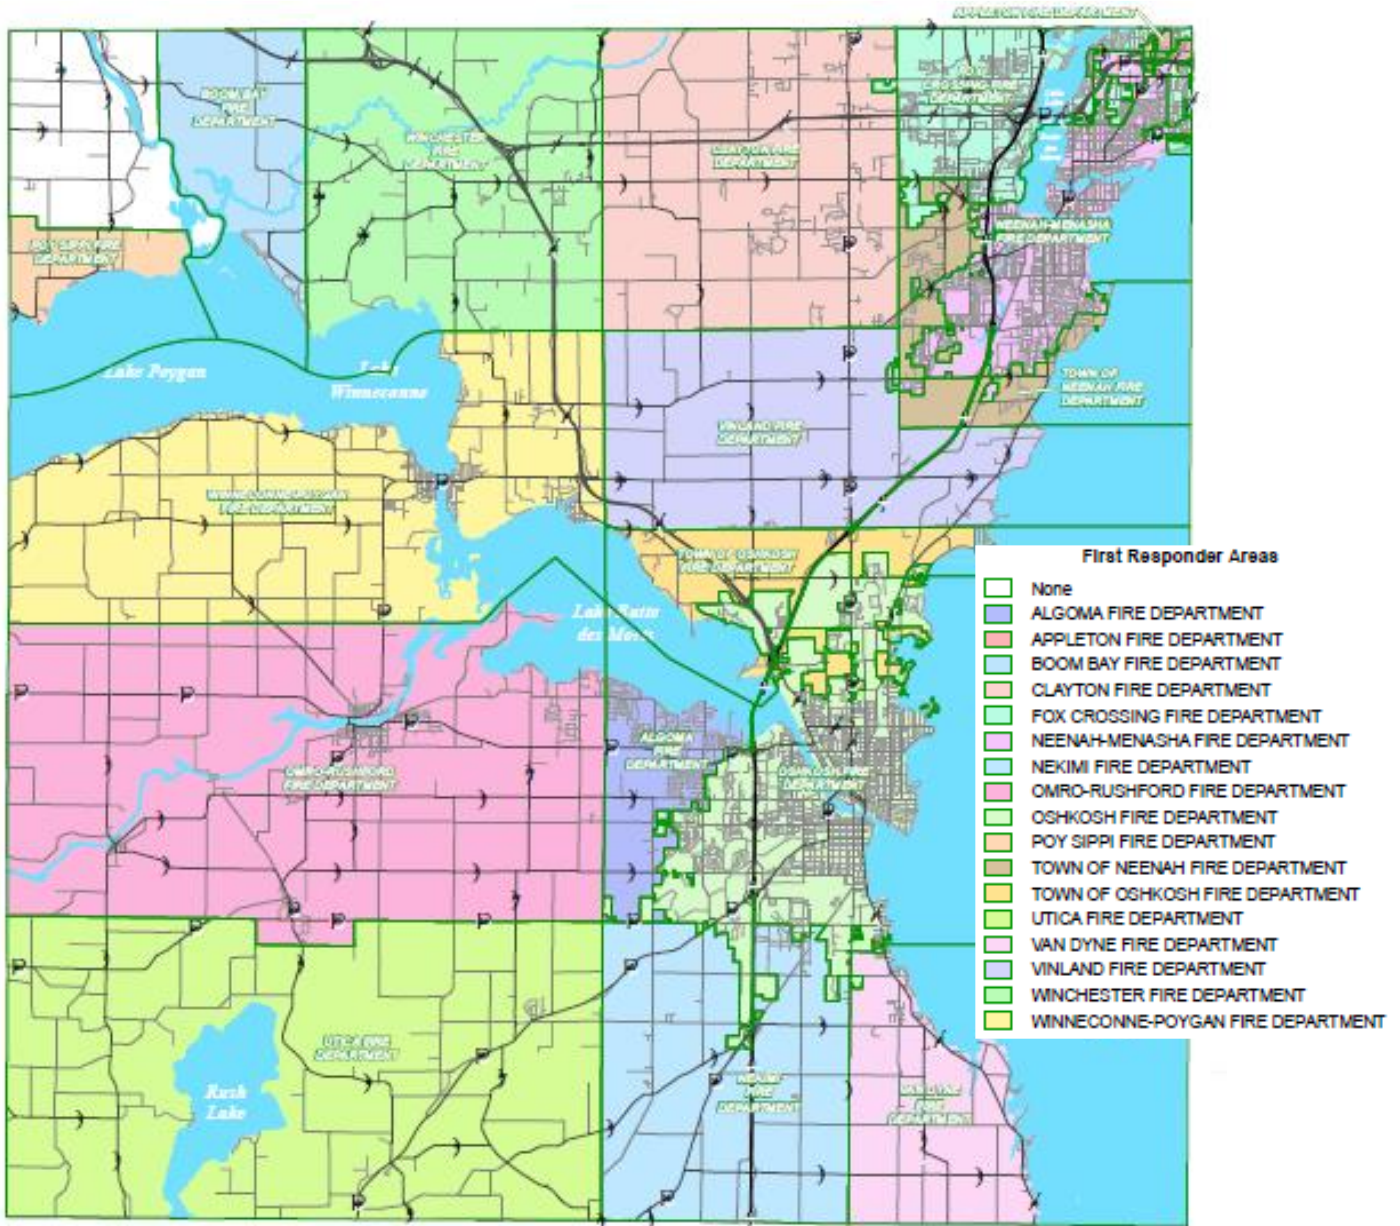 APPLETON FIRE DEPARTMENT
BOOM BAY
FIRE
DEPARTMENT
WINCHESTER
FIRE
DEPARTMENT
CLAYTON FIRE
DEPARTMENT
FOX
CROSSING FIRE
DEPARTMENT
NEENAH-MENASHA
FIRE DEPARTMENT
POY SIPPI FIRE
DEPARTMENT
Lake Poygan
Lake
Winneconne
TOWN OF
NEENAH FIRE
DEPARTMENT
VINLAND FIRE
DEPARTMENT
WINNECONNE-POYGAN
FIRE DEPARTMENT
TOWN OF OSHKOSH
FIRE DEPARTMENT
Lake Butte
des Morts
ALGOMA
FIRE
DEPARTMENT
OMRO-RUSHFORD
FIRE DEPARTMENT
OSHKOSH FIRE
DEPARTMENT
UTICA FIRE
DEPARTMENT
Rush
Lake
NEKIMI
FIRE
DEPARTMENT
VAN DYNE
FIRE
DEPARTMENT
First Responder Areas
None
ALGOMA FIRE DEPARTMENT
APPLETON FIRE DEPARTMENT
BOOM BAY FIRE DEPARTMENT
CLAYTON FIRE DEPARTMENT
FOX CROSSING FIRE DEPARTMENT
NEENAH-MENASHA FIRE DEPARTMENT
NEKIMI FIRE DEPARTMENT
OMRO-RUSHFORD FIRE DEPARTMENT
OSHKOSH FIRE DEPARTMENT
POY SIPPI FIRE DEPARTMENT
TOWN OF NEENAH FIRE DEPARTMENT
TOWN OF OSHKOSH FIRE DEPARTMENT
UTICA FIRE DEPARTMENT
VAN DYNE FIRE DEPARTMENT
VINLAND FIRE DEPARTMENT
WINCHESTER FIRE DEPARTMENT
WINNECONNE-POYGAN FIRE DEPARTMENT